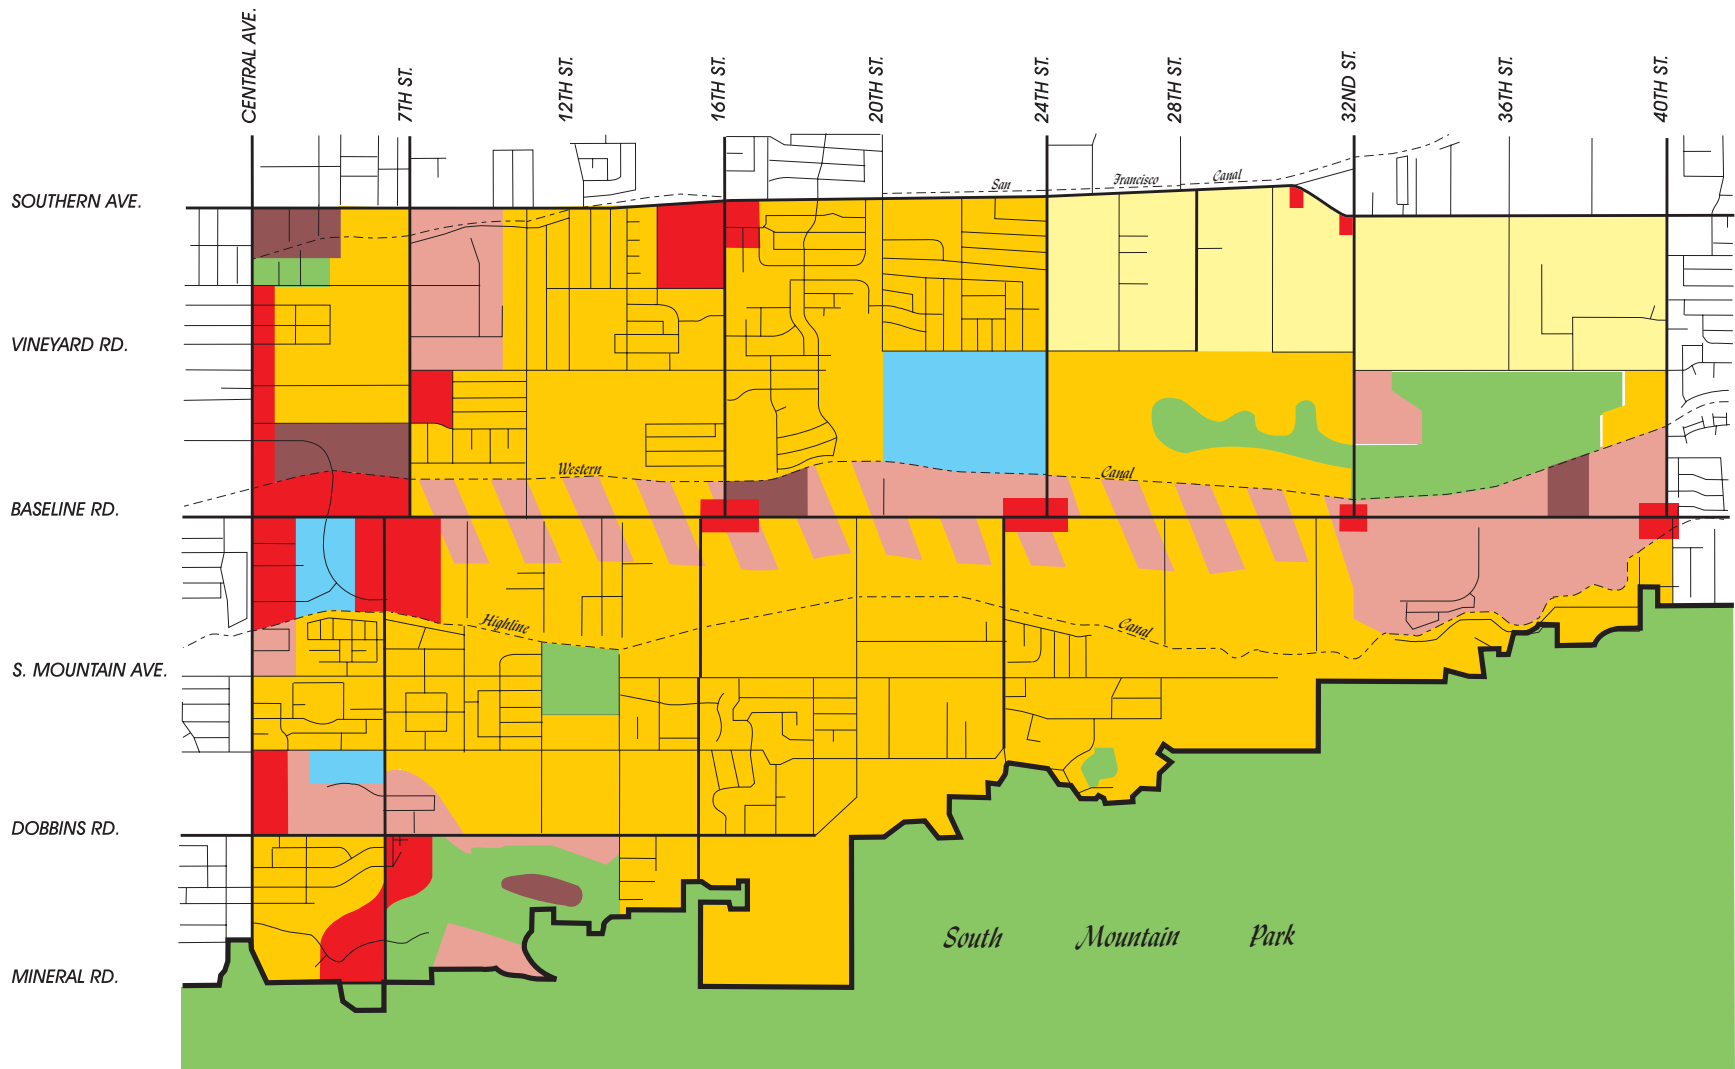 CENTRAL AVE.
7TH ST.
12TH ST.
16TH ST.
20TH ST.
24TH ST.
28TH ST.
32ND ST.
36TH ST.
40TH ST.
San Francisco Canal
SOUTHERN AVE.
VINEYARD RD.
Western Canal
BASELINE RD.
Highline Canal
S. MOUNTAIN AVE.
DOBBINS RD.
South Mountain Park
MINERAL RD.